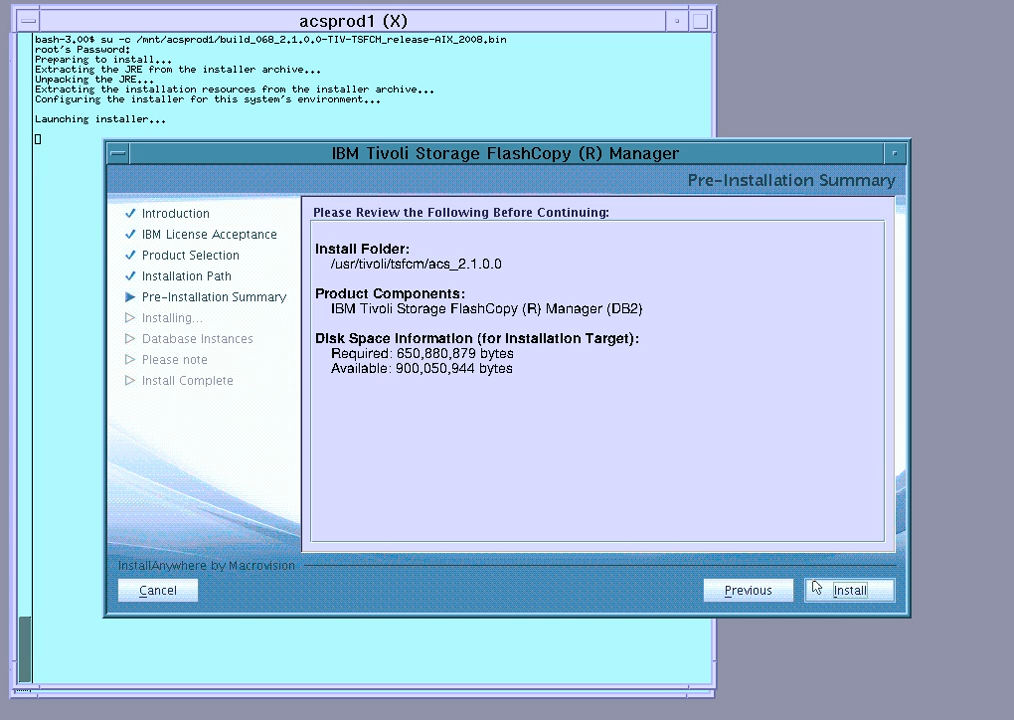 acsprod1 (X)
bash-3.00$ su -c /mnt/acsprod1/build_068_2.1.0.0-TIV-TSFCM_release-AIX_2008.bin
root's Password:
Preparing to install...
Extracting the JRE from the installer archive...
Unpacking the JRE...
Extracting the installation resources from the installer archive...
Configuring the installer for this system's environment...
Launching installer...
IBM Tivoli Storage FlashCopy (R) Manager
Pre-Installation Summary
Introduction
IBM License Acceptance
Product Selection
Installation Path
Pre-Installation Summary
Installing...
Database Instances
Please note
Install Complete
Please Review the Following Before Continuing:
Install Folder:
/usr/tivoli/tsfcm/acs_2.1.0.0
Product Components:
IBM Tivoli Storage FlashCopy (R) Manager (DB2)
Disk Space Information (for Installation Target):
Required: 650,880,879 bytes
Available: 900,050,944 bytes
InstallAnywhere by Macrovision
Cancel
Previous
Install